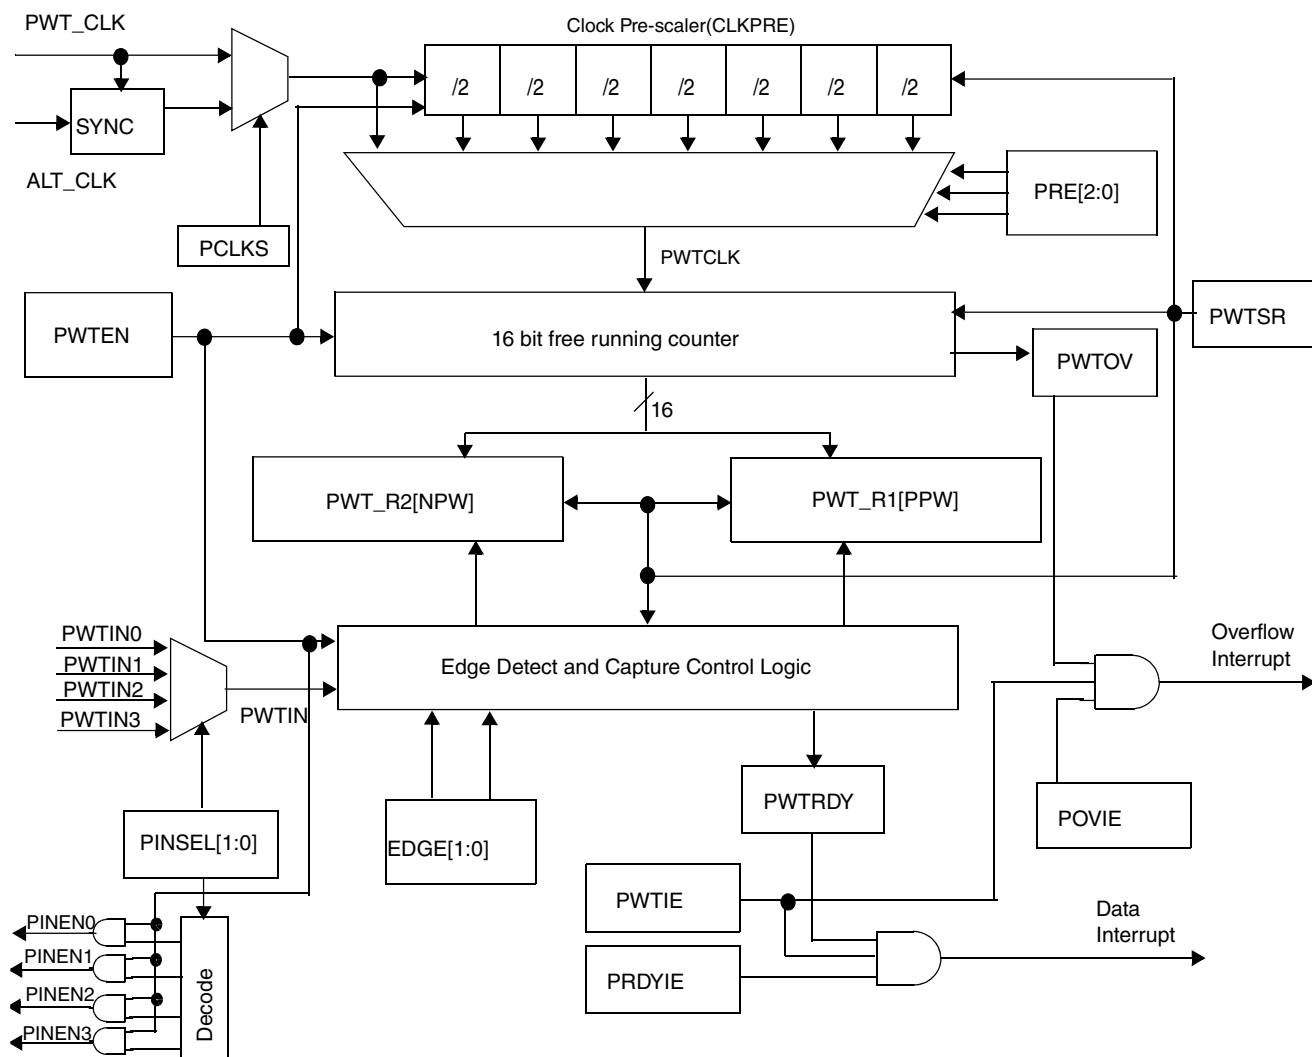 PWT_CLK
Clock Pre-scaler(CLKPRE)
/2 /2 /2 /2 /2 /2 /2
SYNC
ALT_CLK
PRE[2:0]
PCLKS
PWTCLK
PWTEN
16 bit free running counter
PWTSR
PWTOV
16
PWT_R2[NPW]
PWT_R1[PPW]
PWTIN0
PWTIN1
PWTIN2
PWTIN3
PWTIN
Edge Detect and Capture Control Logic
Overflow
Interrupt
PWTRDY
POVIE
PINSEL[1:0]
EDGE[1:0]
PWTIE
Data
Interrupt
PRDYIE
PINEN0
PINEN1
PINEN2
PINEN3
Decode